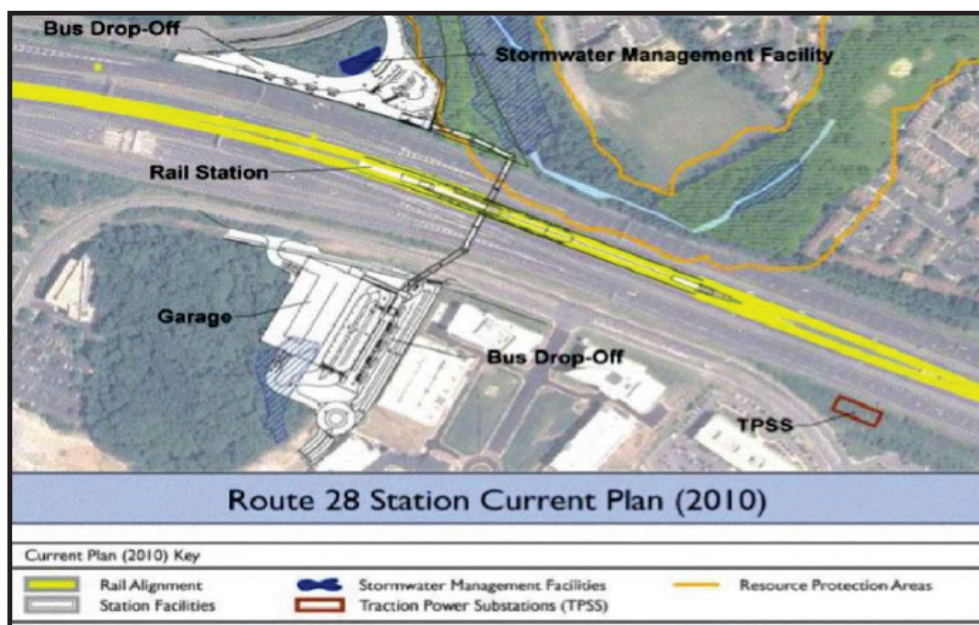 Bus Drop-Off
Stormwater Management Facility
Rail Station
Garage
Bus Drop-Off
TPSS
Route 28 Station Current Plan (2010)
Current Plan (2010) Key
Rail Alignment
Stormwater Management Facilities
Resource Protection Areas
Station Facilities
Traction Power Substations (TPSS)